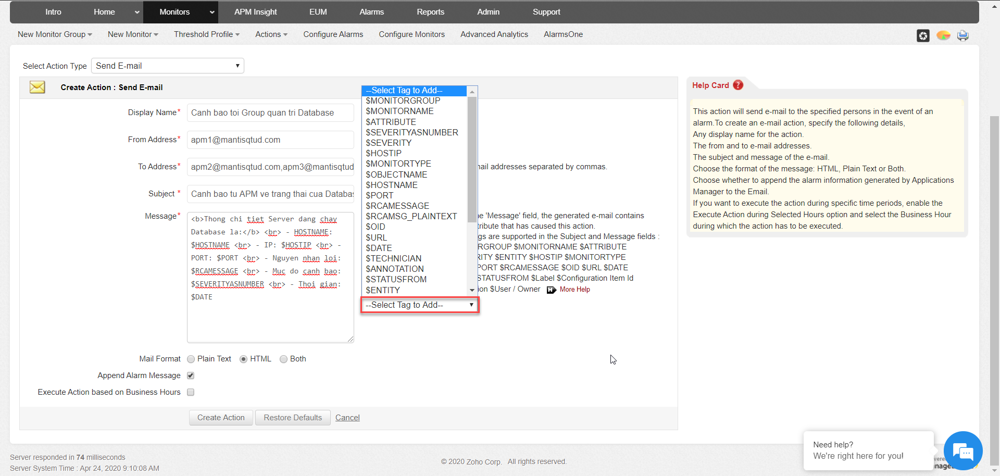 Intro Home Monitors APM Insight EUM Alarms Reports Admin Support
New Monitor Group New Monitor Threshold Profile Actions Configure Alarms Configure Monitors Advanced Analytics AlarmsOne
Select Action Type Send E-mail
Create Action : Send E-mail
Display Name* Canh bao toi Group quan tri Database
From Address* apm1@mantisqtud.com
To Address* apm2@mantisqtud.com,apm3@mantisqtud
addresses separated by commas.
Subject * Canh bao tu APM ve trang thai cua Databas
Message*
<b>Thong chi tiet Server dang chay
Database la:</b> <br> - HOSTNAME:
$HOSTNAME <br> - IP: $HOSTIP <br> -
PORT: $PORT <br> - Nguyen nhan loi:
$RCAMESSAGE <br> - Muc do canh bao:
$SEVERITYASNUMBER <br> - Thoi gian:
$DATE
--Select Tag to Add--
$MONITORGROUP
$MONITORNAME
$ATTRIBUTE
$SEVERITYASNUMBER
$SEVERITY
$HOSTIP
$MONITORTYPE
$OBJECTNAME
$HOSTNAME
$PORT
$RCAMESSAGE
$RCAMSG_PLAINTEXT
$OID
$URL
$DATE
$TECHNICIAN
$ANNOTATION
$STATUSFROM
$ENTITY
--Select Tag to Add--
'Message' field, the generated e-mail contains
tribute that has caused this action.
gs are supported in the Subject and Message fields :
RGROUP $MONITORNAME $ATTRIBUTE
RITY $ENTITY $HOSTIP $MONITORTYPE
PORT $RCAMESSAGE $OID $URL $DATE
STATUSFROM $Label $Configuration Item Id
ion $User / Owner More Help
Mail Format Plain Text HTML Both
Append Alarm Message
Execute Action based on Business Hours
Create Action Restore Defaults Cancel
Help Card ?
This action will send e-mail to the specified persons in the event of an
alarm.To create an e-mail action, specify the following details,
Any display name for the action.
The from and to e-mail addresses.
The subject and message of the e-mail.
Choose the format of the message: HTML, Plain Text or Both.
Choose whether to append the alarm information generated by Applications
Manager to the Email.
If you want to execute the action during specific time periods, enable the
Execute Action during Selected Hours option and select the Business Hour
during which the action has to be executed.
Need help?
We're right here for you!
Server responded in 74 milliseconds
Server System Time : Apr 24, 2020 9:10:08 AM
© 2020 Zoho Corp. All rights reserved.